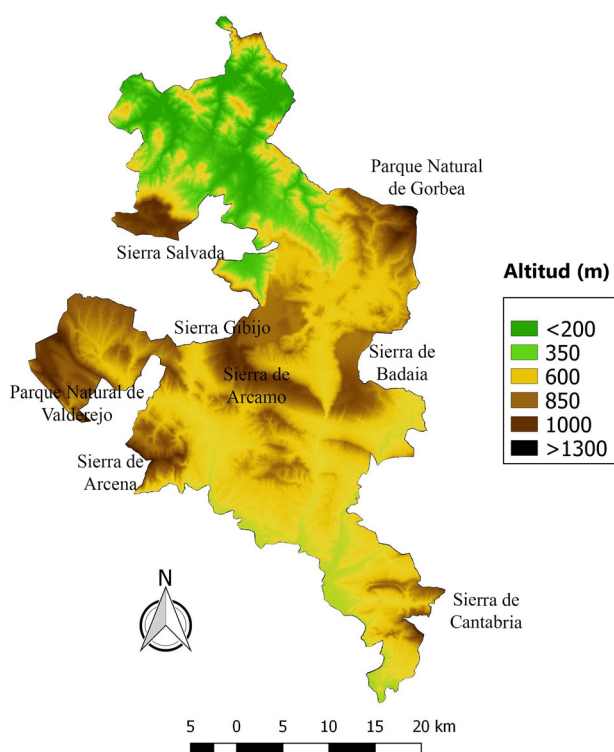 Parque Natural
de Gorbea
Sierra Salvada
Altitud (m)
<200
350
600
850
1000
>1300
Sierra Gibijo
Sierra de
Badaia
Sierra de
Arcamo
Parque Natural de
Valderejo
Sierra de
Arcena
N
Sierra de
Cantabria
5 0 5 10 15 20 km